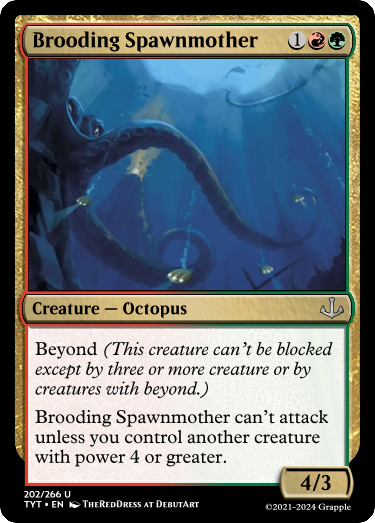 Brooding Spawnmother 1
Creature — Octopus
Beyond (This creature can't be blocked
except by three or more creature or by
creatures with beyond.)
Brooding Spawnmother can't attack
unless you control another creature
with power 4 or greater.
4/3
202/266 U
TYT • EN TheRedDress at DebutArt
©2021-2024 Grapple